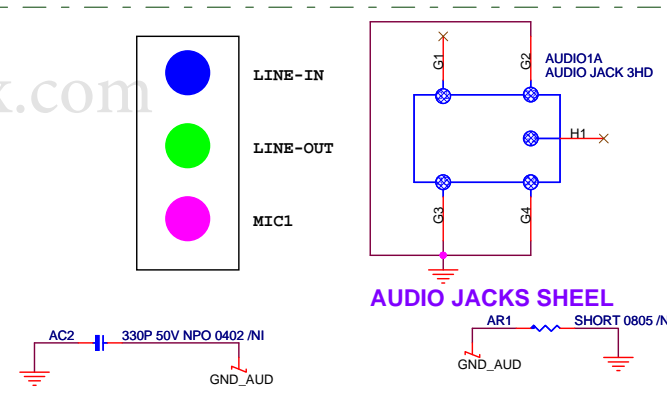 x.com
LINE-IN
LINE-OUT
MIC1
G1
G2
AUDIO1A
AUDIO JACK 3HD
H1
G3
G4
AUDIO JACKS SHEEL
AC2
330P 50V NPO 0402 /NI
GND_AUD
AR1
SHORT 0805 /N
GND_AUD